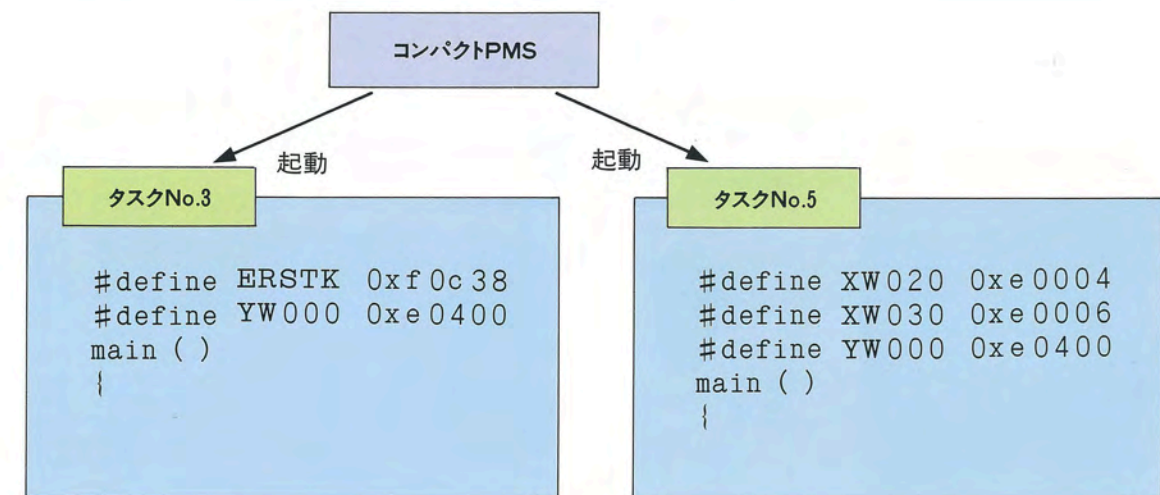 コンパクトPMS
起動
起動
タスクNo.3
#define ERSTK 0xf0c38
#define YW000 0xe0400
main ( )
{
タスクNo.5
#define XW020 0xe0004
#define XW030 0xe0006
#define YW000 0xe0400
main ( )
{